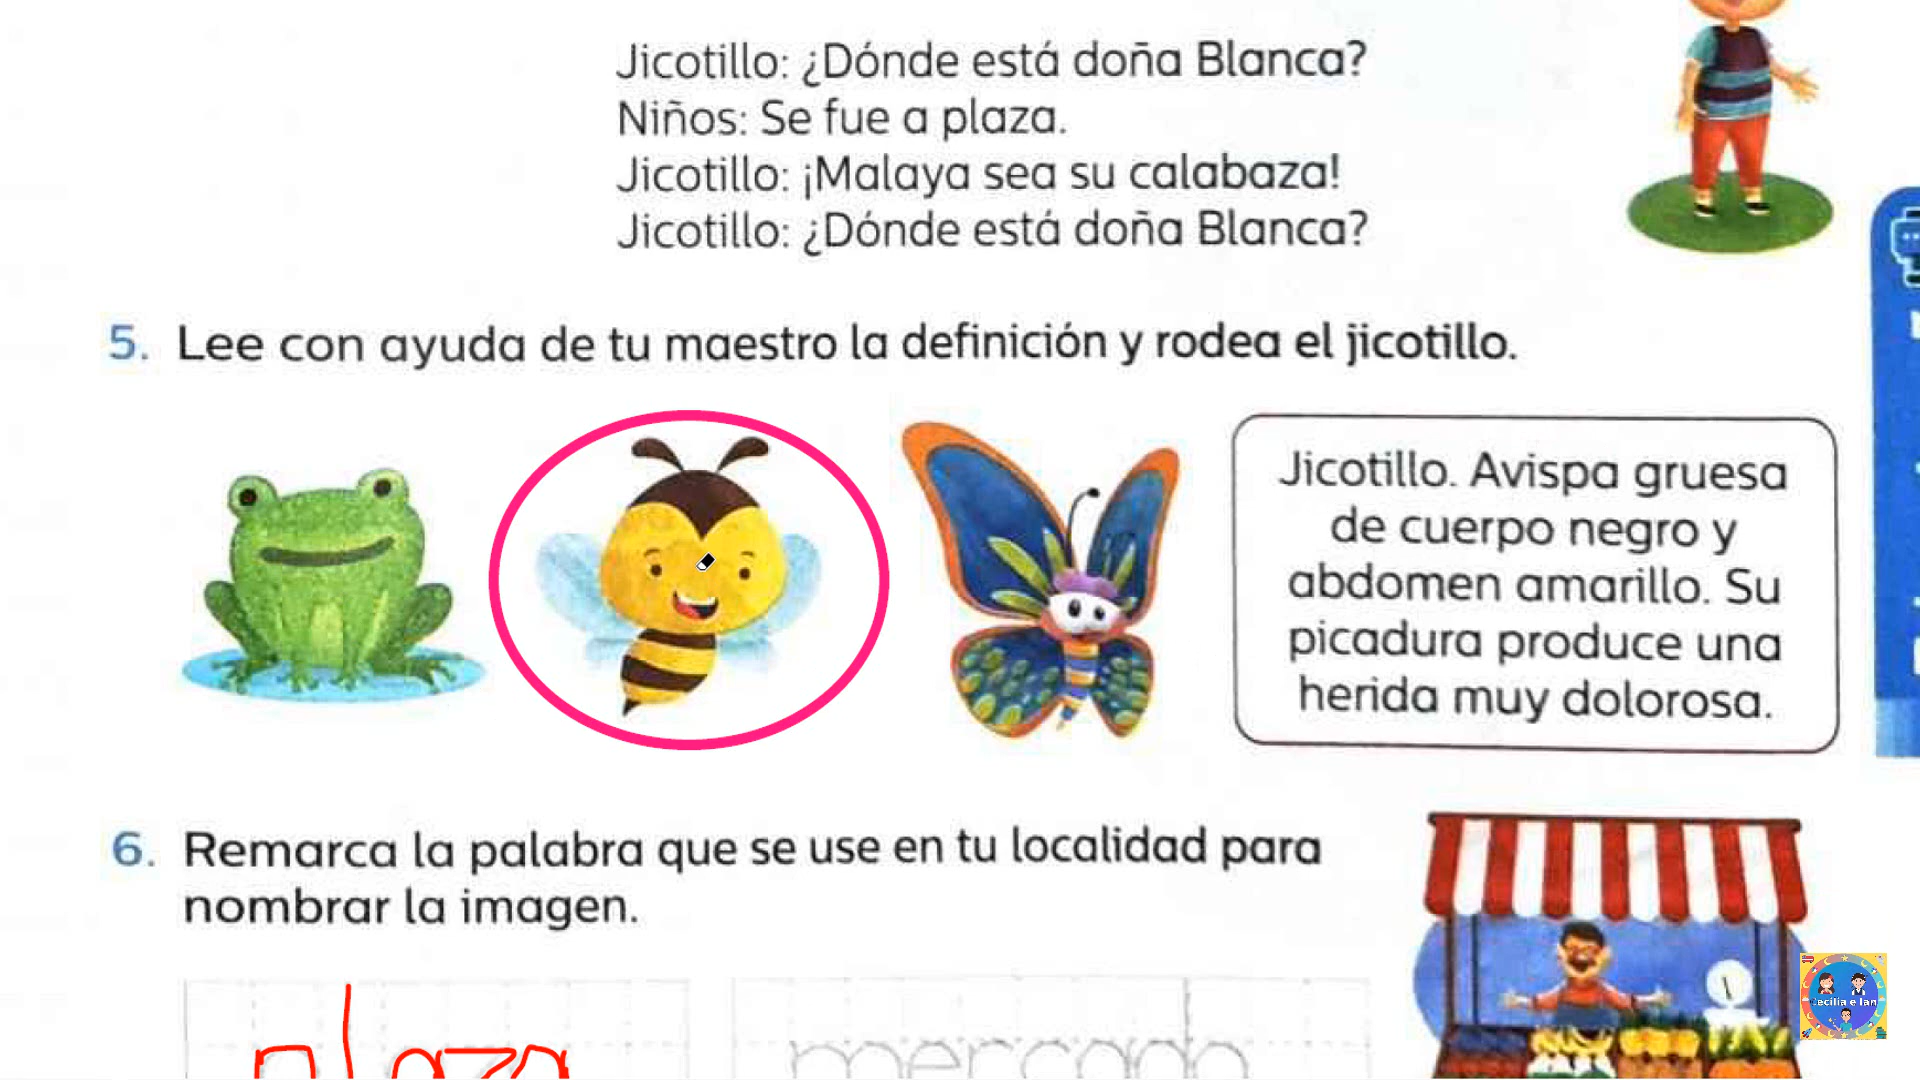 Jicotillo: ¿Dónde está doña Blanca?
Niños: Se fue a plaza.
Jicotillo: ¡Malaya sea su calabaza!
Jicotillo: ¿Dónde está doña Blanca?
5. Lee con ayuda de tu maestro la definición y rodea el jicotillo.
Jicotillo. Avispa gruesa
de cuerpo negro y
abdomen amarillo. Su
picadura produce una
herida muy dolorosa.
6. Remarca la palabra que se use en tu localidad para
nombrar la imagen.
plaza
mercado
Cecilia e Ian